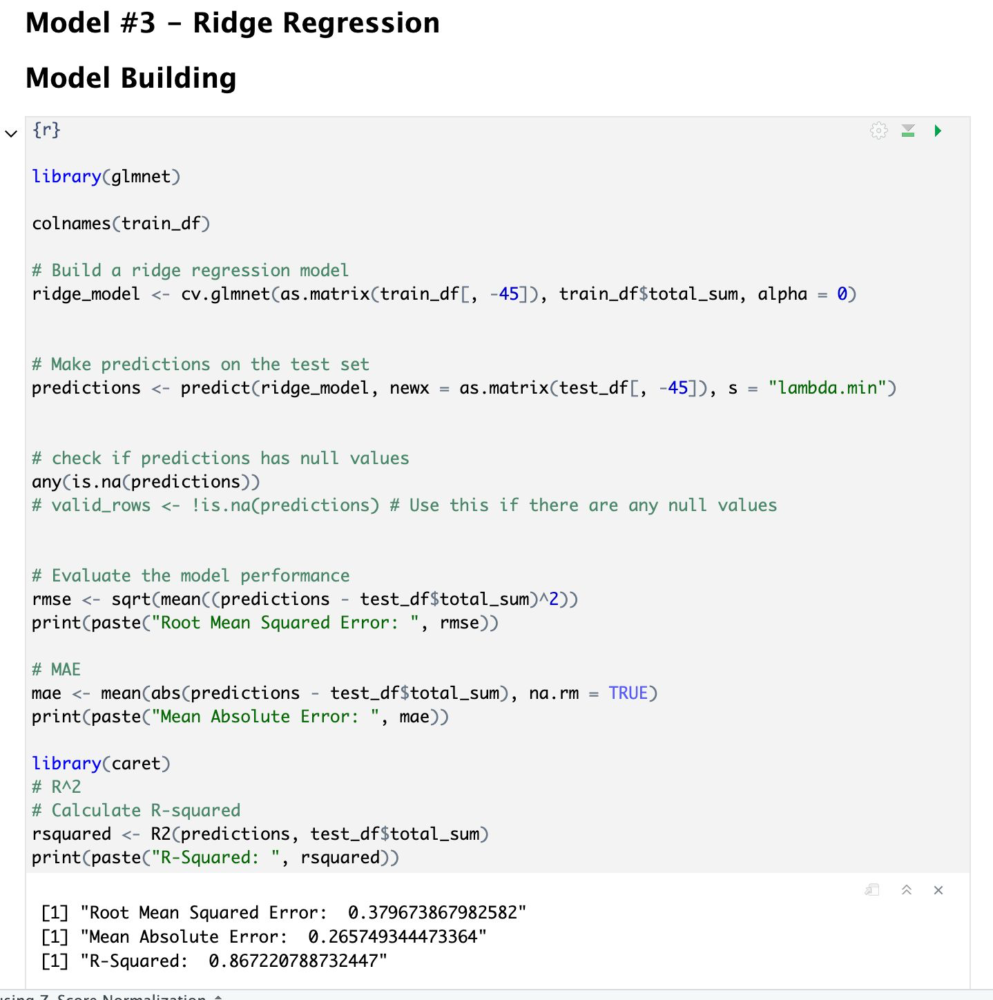 Model #3 – Ridge Regression
Model Building
{r}
library(glmnet)
colnames(train_df)
# Build a ridge regression model
ridge_model <- cv.glmnet(as.matrix(train_df[, -45]), train_df$total_sum, alpha = 0)
# Make predictions on the test set
predictions <- predict(ridge_model, newx = as.matrix(test_df[, -45]), s = "lambda.min")
# check if predictions has null values
any(is.na(predictions))
# valid_rows <- !is.na(predictions) # Use this if there are any null values
# Evaluate the model performance
rmse <- sqrt(mean((predictions - test_df$total_sum)^2))
print(paste("Root Mean Squared Error: ", rmse))
# MAE
mae <- mean(abs(predictions - test_df$total_sum), na.rm = TRUE)
print(paste("Mean Absolute Error: ", mae))
library(caret)
# R^2
# Calculate R-squared
rsquared <- R2(predictions, test_df$total_sum)
print(paste("R-Squared: ", rsquared))
[1] "Root Mean Squared Error:  0.379673867982582"
[1] "Mean Absolute Error:  0.265749344473364"
[1] "R-Squared:  0.867220788732447"
using Z-Score Normalization